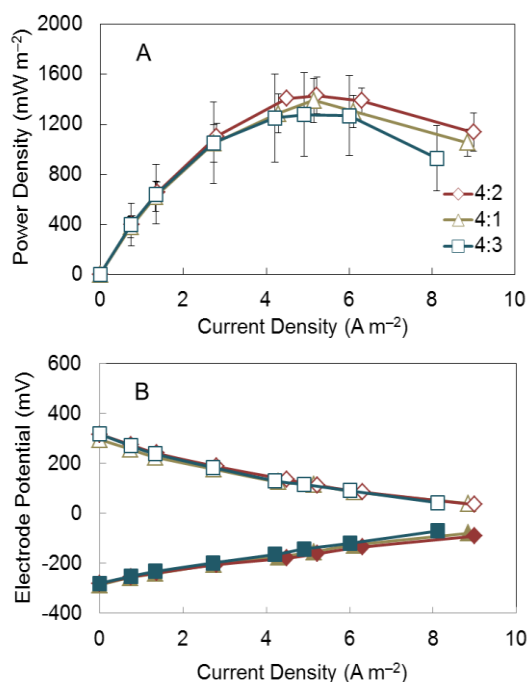 A
Power Density (mW m⁻²)
2000
1600
1200
800
400
0
4:2
4:1
4:3
0 2 4 6 8 10
Current Density (A m⁻²)
B
Electrode Potential (mV)
600
400
200
0
-200
-400
0 2 4 6 8 10
Current Density (A m⁻²)